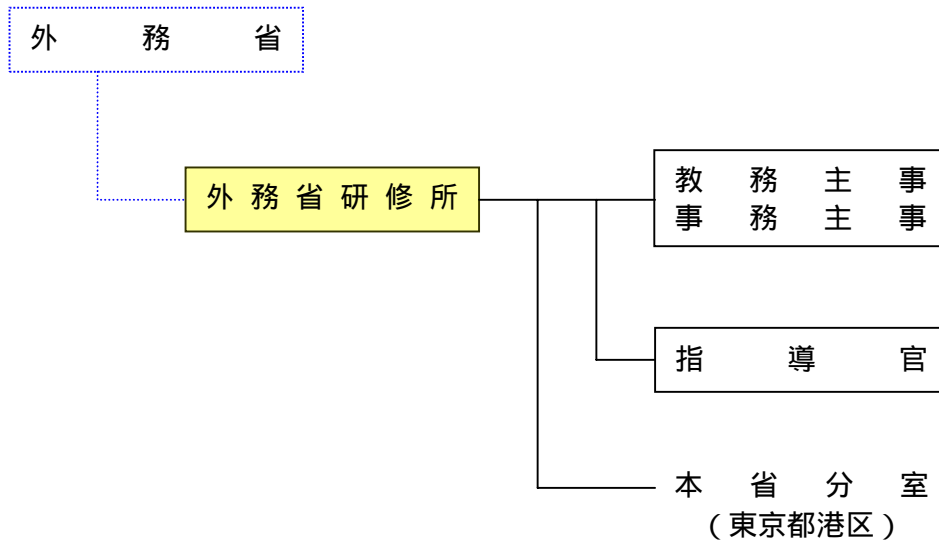 外務省
外務省研修所
教務主事
事務主事
指導官
本省分室
(東京都港区)